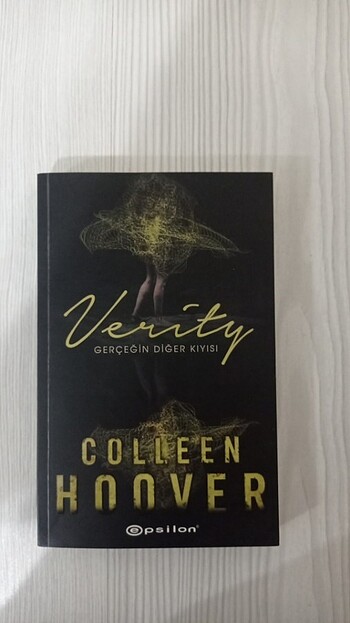 Verity
GERÇEĞİN DİĞER KIYISI
COLLEEN
HOOVER
epsilon®